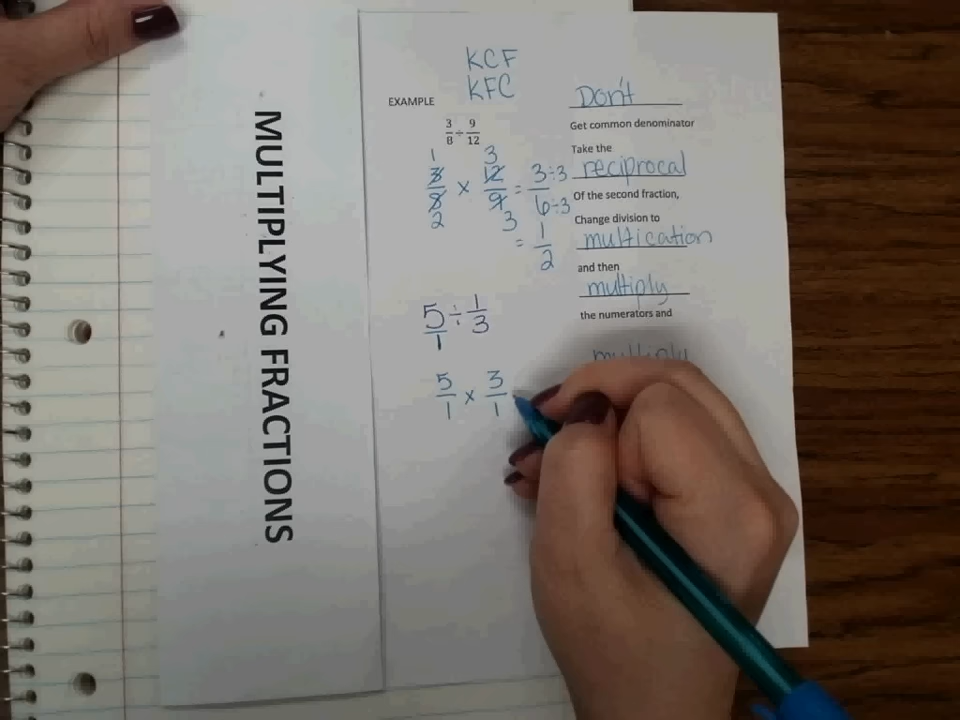 MULTIPLYING FRACTIONS
KCF
KFC
EXAMPLE
3/8 ÷ 9/12
1 3
3/8 × 12/9 = 3÷3/6÷3
2 3
= 1/2
5/1 ÷ 1/3
5/1 × 3/1
Don't
Get common denominator
Take the
reciprocal
Of the second fraction,
Change division to
multication
and then
multiply
the numerators and
multiply